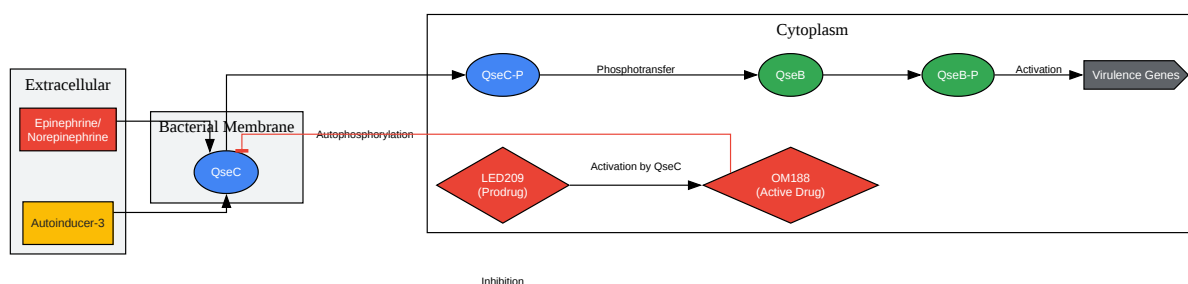 Cytoplasm
Extracellular
QseC-P
Phosphotransfer
QseB
QseB-P
Activation
Virulence Genes
Epinephrine/
Norepinephrine
Bacterial Membrane
Autophosphorylation
QseC
LED209
(Prodrug)
Activation by QseC
OM188
(Active Drug)
Autoinducer-3
Inhibition